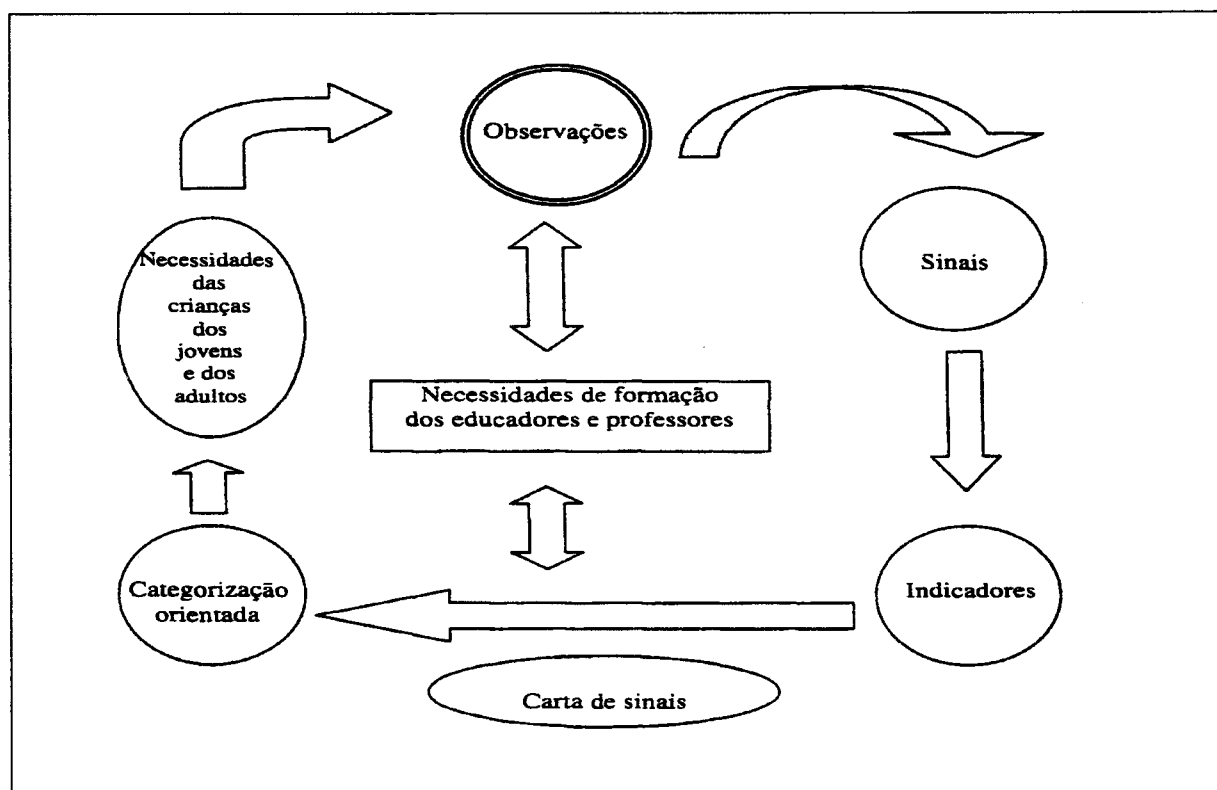 Observações
Sinais
Necessidades
das
crianças
dos
jovens
e dos
adultos
Necessidades de formação
dos educadores e professores
Categorização
orientada
Indicadores
Carta de sinais